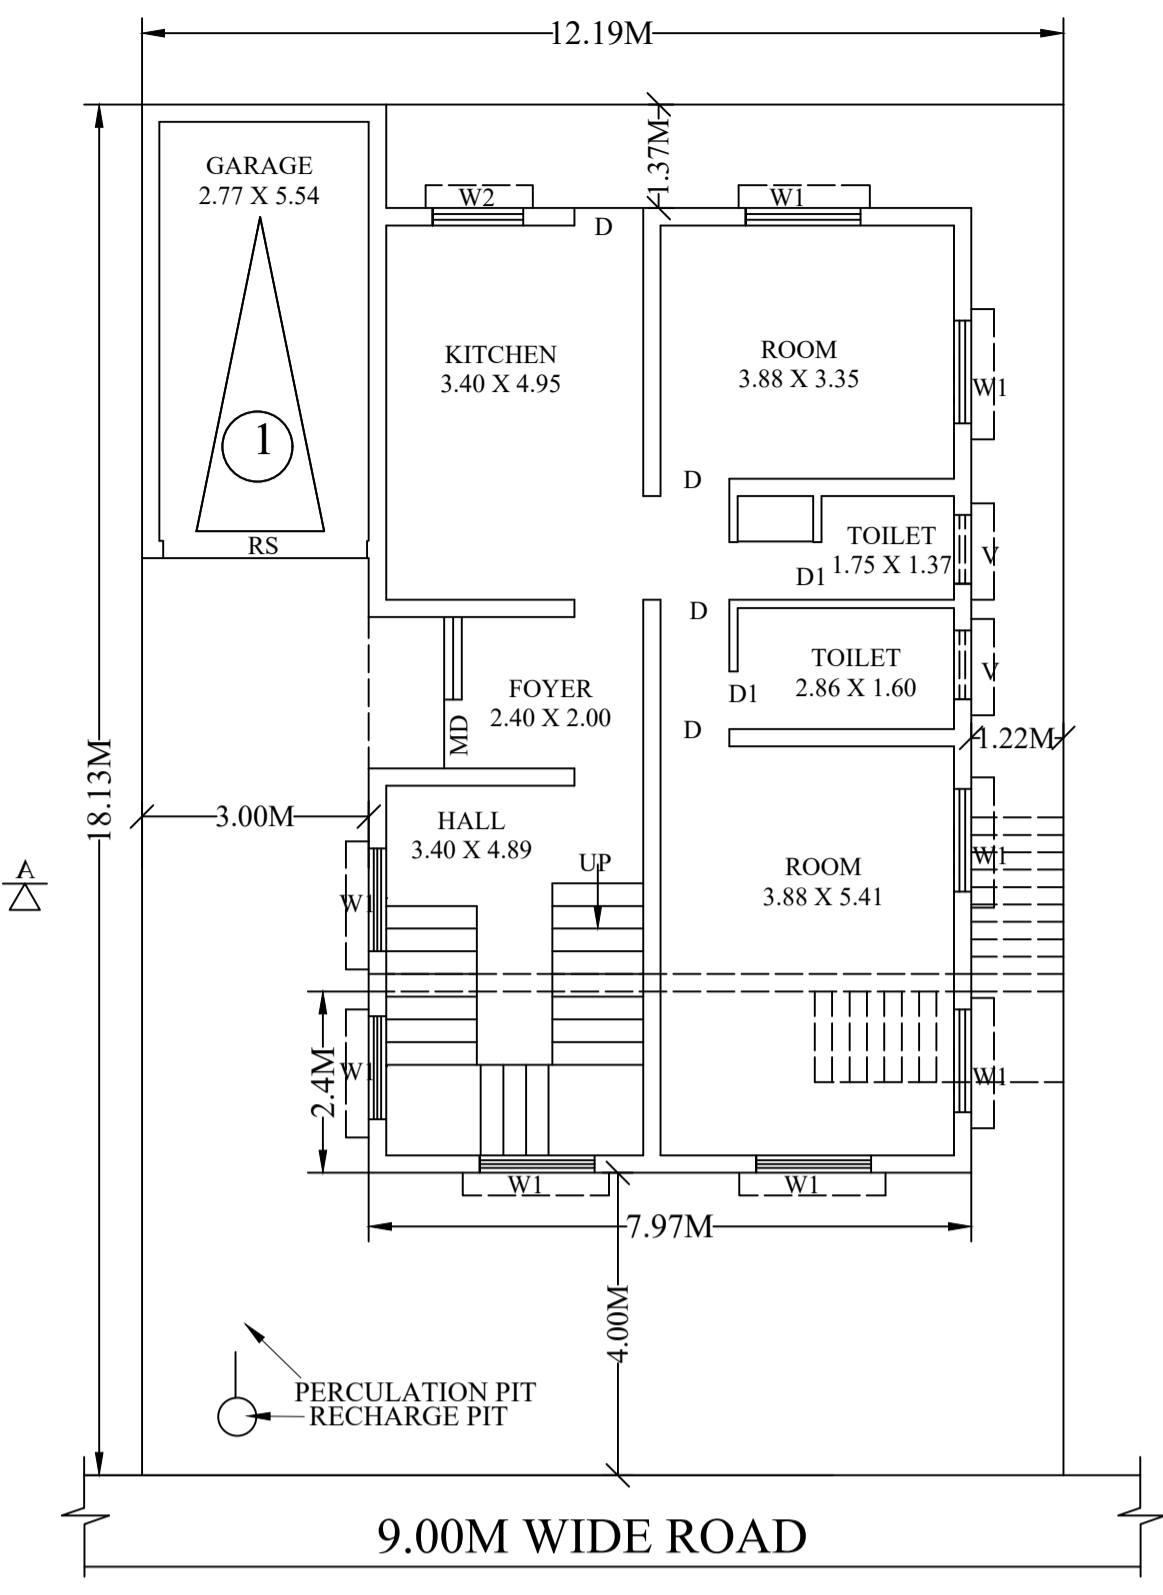 12.19M
1.37M
GARAGE
2.77 X 5.54
W2
W1
D
KITCHEN
3.40 X 4.95
ROOM
3.88 X 3.35
W1
1
D
RS
TOILET
1.75 X 1.37
V
D1
D
TOILET
2.86 X 1.60
V
FOYER
2.40 X 2.00
D1
MD
D
1.22M
18.13M
3.00M
HALL
3.40 X 4.89
UP
ROOM
3.88 X 5.41
W1
A
W1
2.4M
W1
W1
W1
W1
7.97M
4.00M
PERCULATION PIT
RECHARGE PIT
9.00M WIDE ROAD